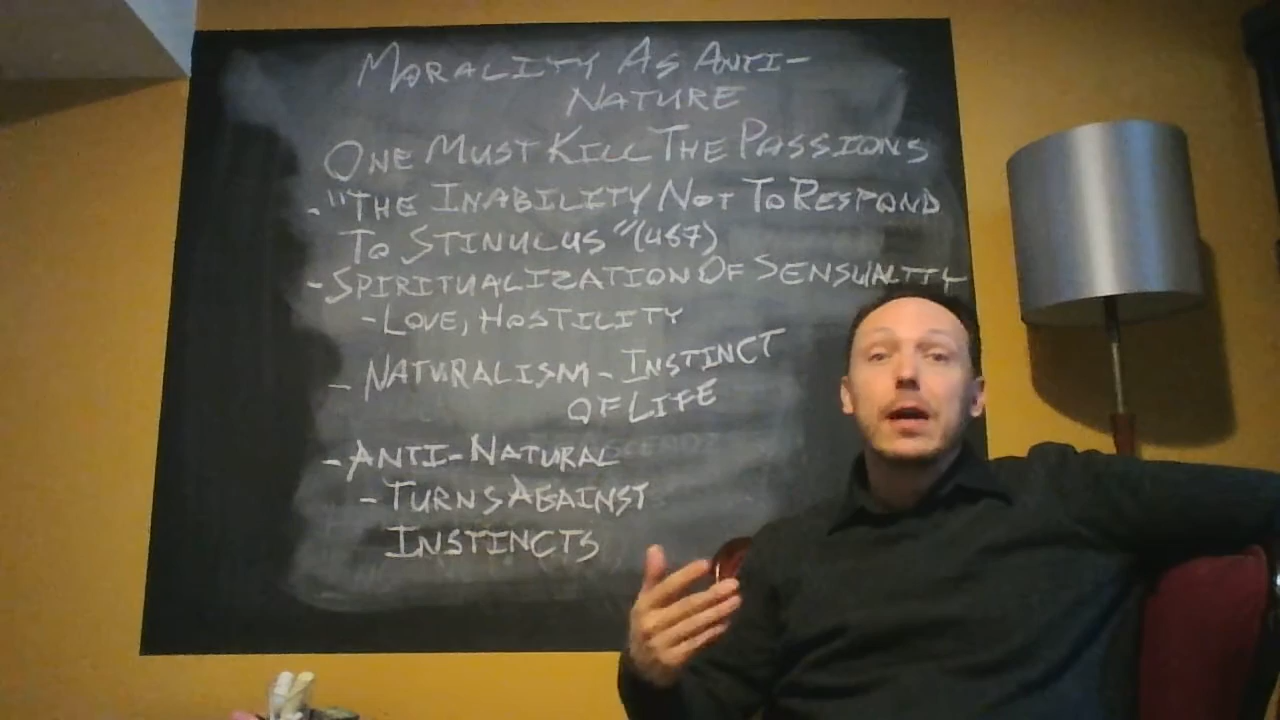 MORALITY AS ANTI-
NATURE
ONE MUST KILL THE PASSIONS
- "THE INABILITY NOT TO RESPOND
TO STINULUS" (487)
- SPIRITUALIZATION OF SENSUALITY
- LOVE, HOSTILITY
- NATURALISM - INSTINCT
OF LIFE
- ANTI-NATURAL
- TURNS AGAINST
INSTINCTS